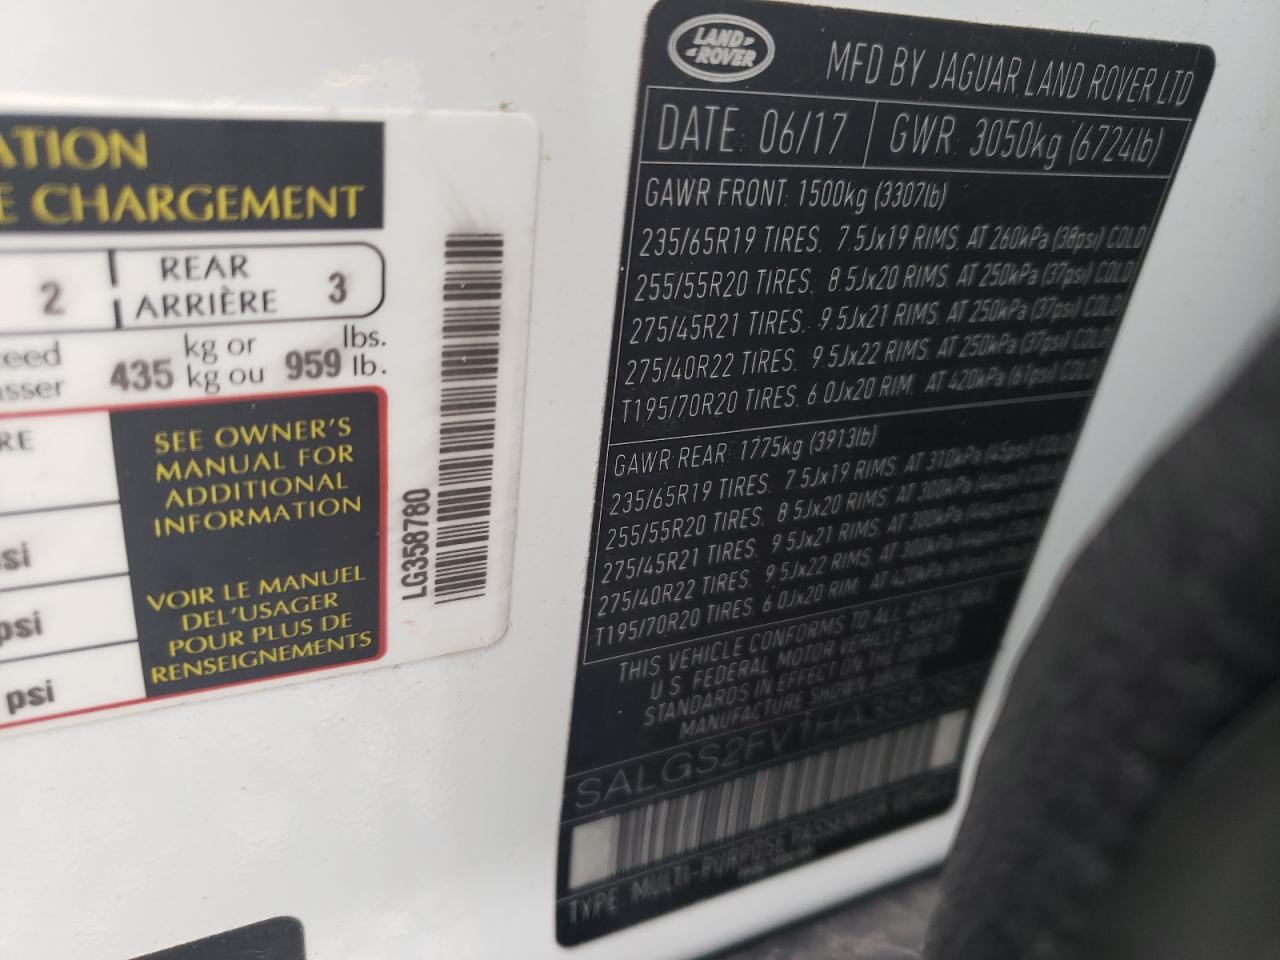 ATION
E CHARGEMENT
2
REAR
ARRIÈRE
3
eed
asser
435
kg or
kg ou
959
lbs.
lb.
RE
si
psi
psi
SEE OWNER'S
MANUAL FOR
ADDITIONAL
INFORMATION
VOIR LE MANUEL
DEL'USAGER
POUR PLUS DE
RENSEIGNEMENTS
LG358780
LAND
ROVER
MFD BY JAGUAR LAND ROVER LTD
DATE: 06/17
GWR: 3050kg (6724lb)
GAWR FRONT: 1500kg (3307lb)
235/65R19 TIRES, 7.5Jx19 RIMS, AT 260kPa (38psi) COLD
255/55R20 TIRES, 8.5Jx20 RIMS, AT 250kPa (37psi) COLD
275/45R21 TIRES, 9.5Jx21 RIMS, AT 250kPa (37psi) COLD
275/40R22 TIRES, 9.5Jx22 RIMS, AT 250kPa (37psi) COLD
T195/70R20 TIRES, 6.0Jx20 RIM, AT 420kPa (61psi) COLD
GAWR REAR: 1775kg (3913lb)
235/65R19 TIRES, 7.5Jx19 RIMS, AT 310kPa (45psi) COLD
255/55R20 TIRES, 8.5Jx20 RIMS, AT 300kPa (44psi) COLD
275/45R21 TIRES, 9.5Jx21 RIMS, AT 300kPa (44psi) COLD
275/40R22 TIRES, 9.5Jx22 RIMS, AT 300kPa (44psi) COLD
T195/70R20 TIRES, 6.0Jx20 RIM, AT 420kPa (61psi) COLD
THIS VEHICLE CONFORMS TO ALL APPLICABLE
U.S. FEDERAL MOTOR VEHICLE SAFETY
STANDARDS IN EFFECT ON THE DATE OF
MANUFACTURE SHOWN ABOVE
SALGS2FV1HA358780
TYPE: MULTI-PURPOSE PASSENGER VEHICLE